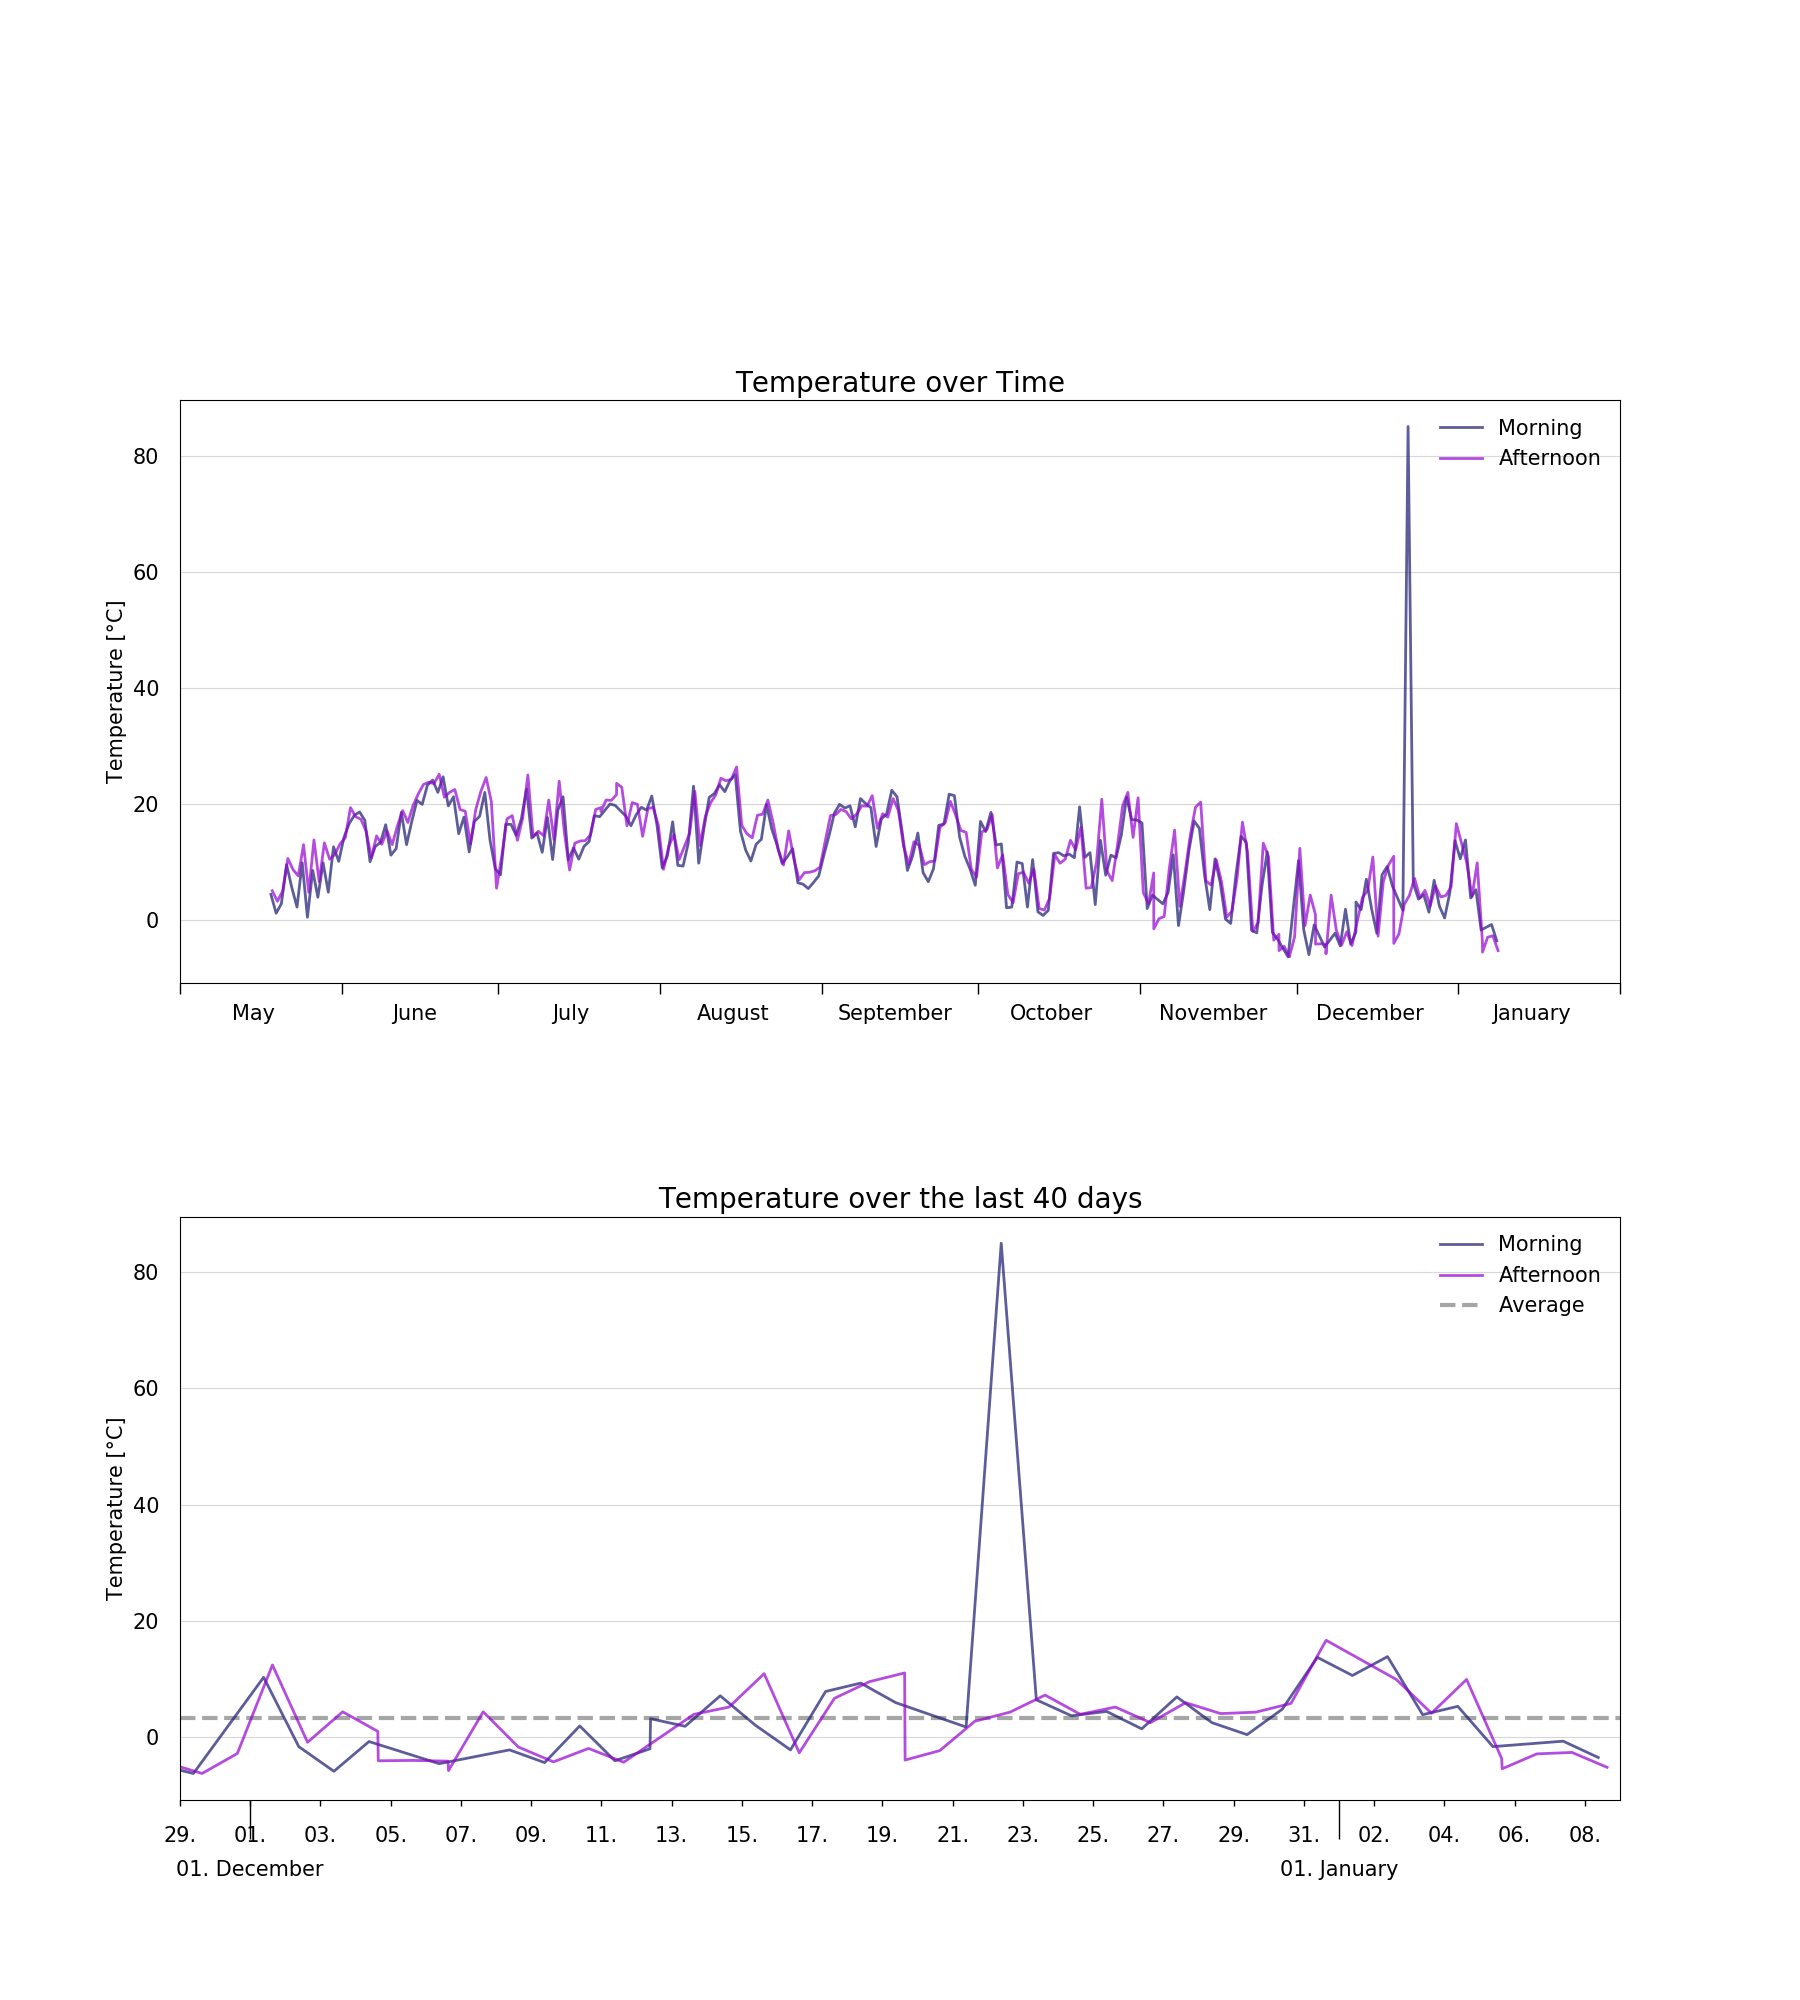 Temperature over Time
Morning
Afternoon
80
60
40
20
0
Temperature [°C]
May June July August September October November December January
Temperature over the last 40 days
Morning
Afternoon
Average
80
60
40
20
0
Temperature [°C]
29. 01. 03. 05. 07. 09. 11. 13. 15. 17. 19. 21. 23. 25. 27. 29. 31. 02. 04. 06. 08.
01. December 01. January